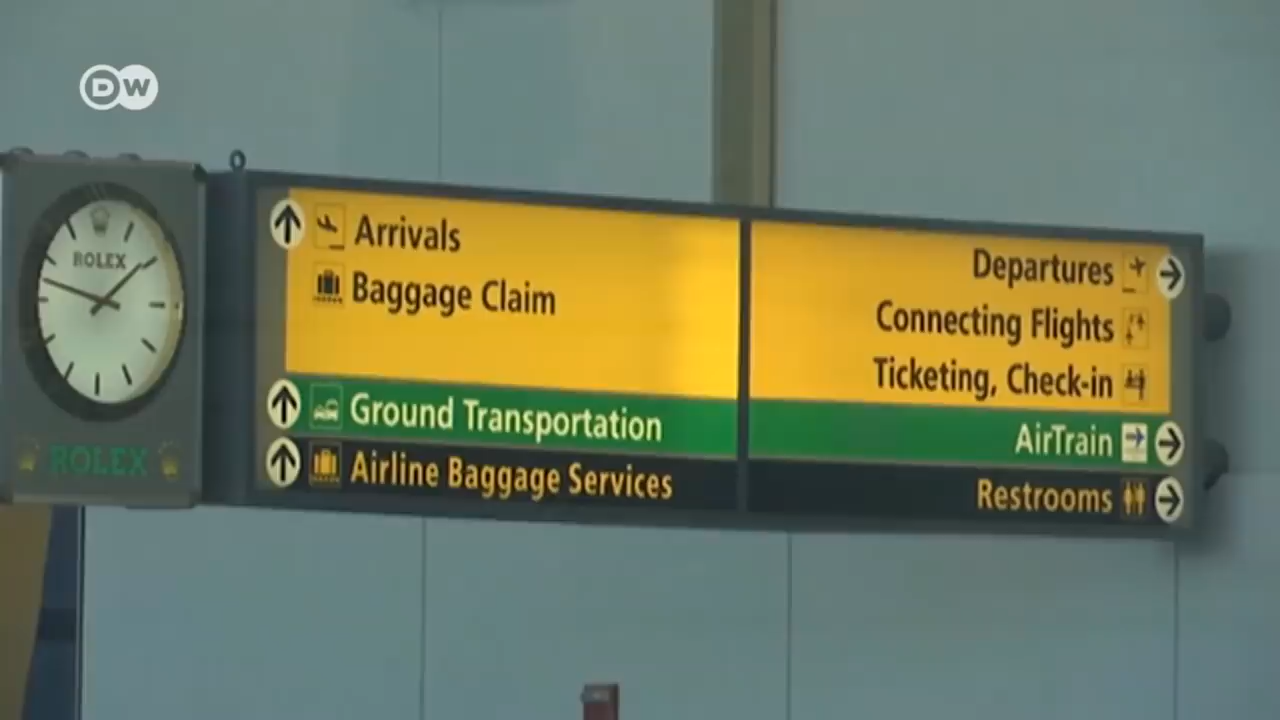 DW
ROLEX
ROLEX
Arrivals
Baggage Claim
Ground Transportation
Airline Baggage Services
Departures
Connecting Flights
Ticketing, Check-in
AirTrain
Restrooms